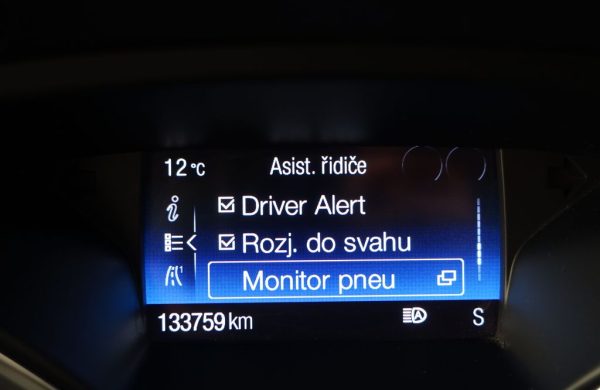 12 °C Asist. řidiče
Driver Alert
Rozj. do svahu
Monitor pneu
133759 km S